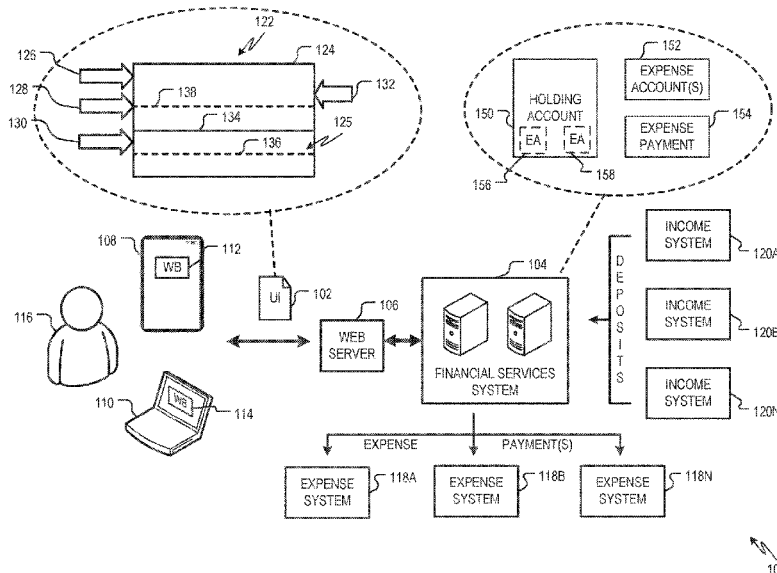 122
124
126
128
138
132
130
134
125
136
152
EXPENSE
ACCOUNT(S)
HOLDING
ACCOUNT
150
EXPENSE
PAYMENT
154
EA
EA
156
158
108
112
WB
UI
102
104
106
WEB
SERVER
FINANCIAL SERVICES
SYSTEM
116
110
WB
114
DEPOSITS
INCOME
SYSTEM
120A
INCOME
SYSTEM
120B
INCOME
SYSTEM
120N
EXPENSE
PAYMENT(S)
EXPENSE
SYSTEM
118A
EXPENSE
SYSTEM
118B
EXPENSE
SYSTEM
118N